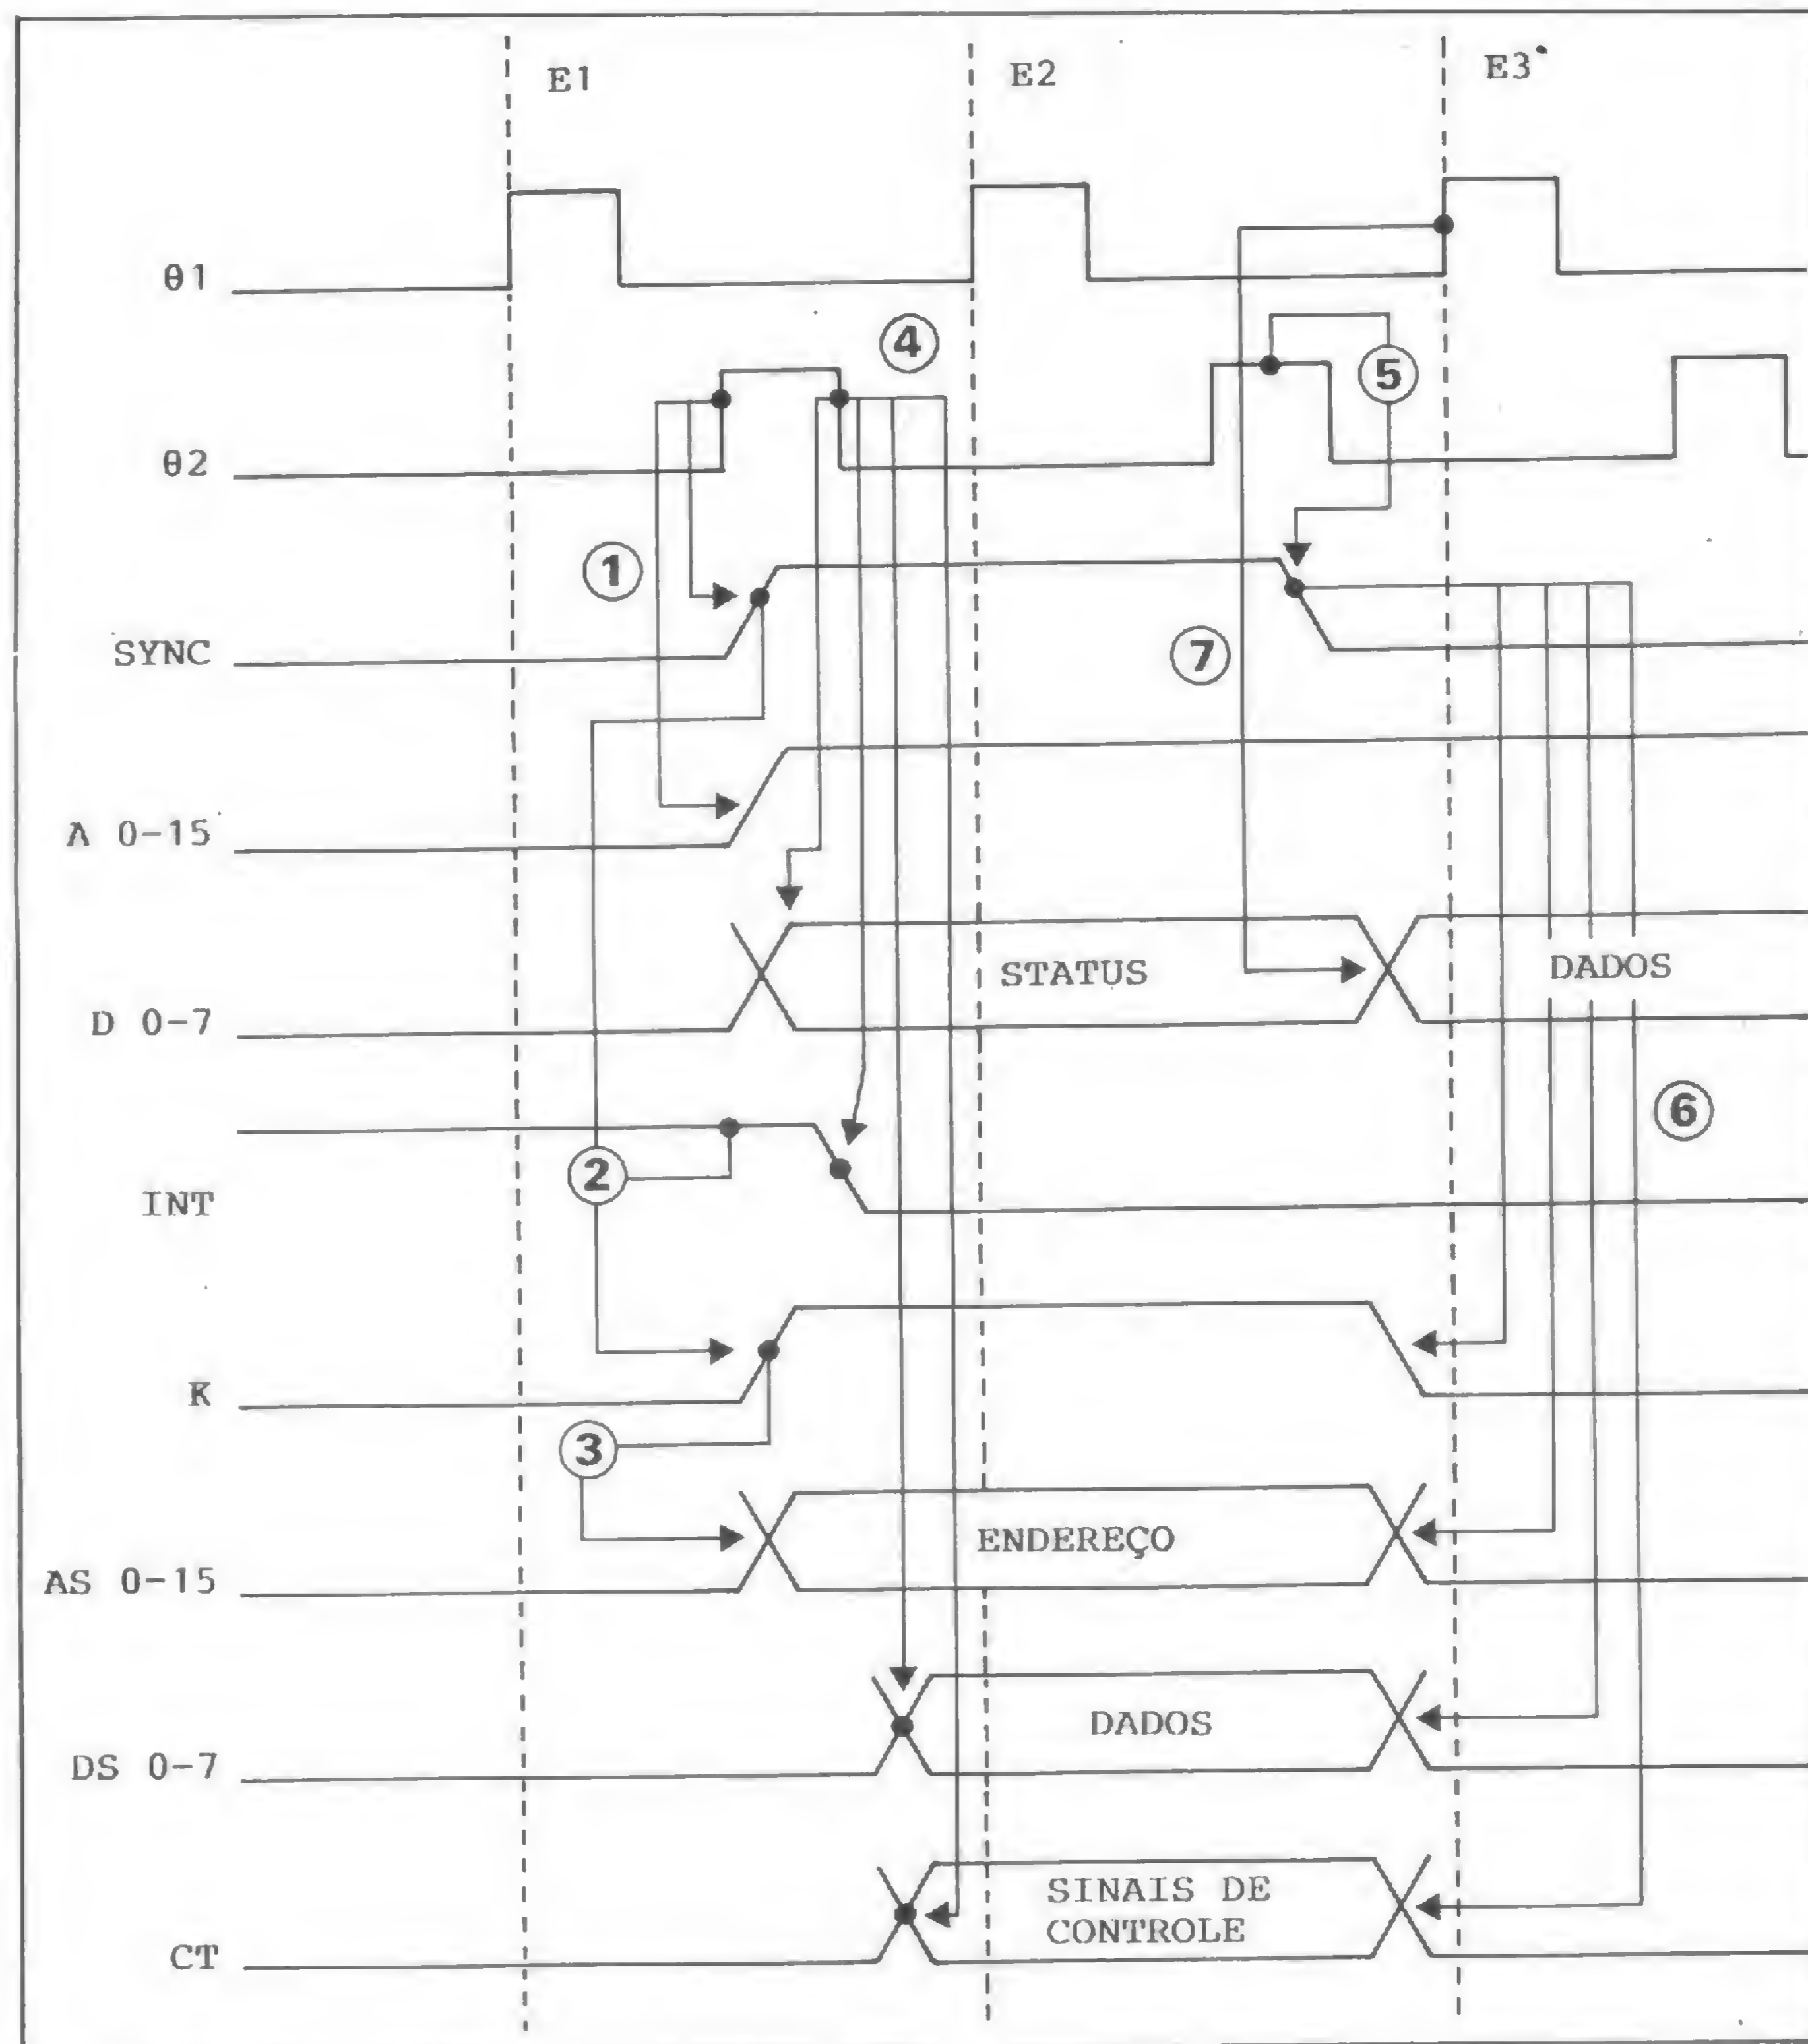 E1
E2
E3
θ1
4
5
θ2
1
SYNC
7
A 0-15
STATUS
DADOS
D 0-7
6
2
INT
K
3
ENDEREÇO
AS 0-15
DADOS
DS 0-7
SINAIS DE
CONTROLE
CT